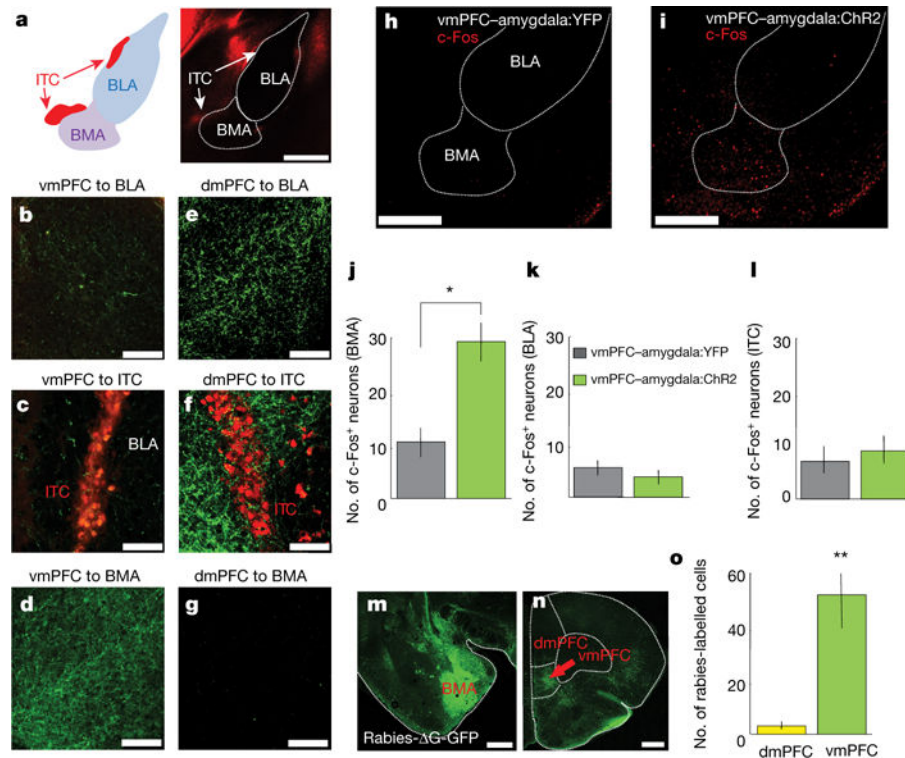 a
ITC
BLA
BMA
ITC
BLA
BMA
vmPFC to BLA
b
dmPFC to BLA
e
vmPFC to ITC
c
BLA
ITC
dmPFC to ITC
f
ITC
vmPFC to BMA
d
dmPFC to BMA
g
h
vmPFC–amygdala:YFP
c-Fos
BLA
BMA
i
vmPFC–amygdala:ChR2
c-Fos
j
No. of c-Fos⁺ neurons (BMA)
30
20
10
0
*
k
No. of c-Fos⁺ neurons (BLA)
30
20
10
0
vmPFC–amygdala:YFP
vmPFC–amygdala:ChR2
l
No. of c-Fos⁺ neurons (ITC)
30
20
10
0
m
BMA
Rabies-ΔG-GFP
n
dmPFC
vmPFC
o
No. of rabies-labelled cells
60
40
20
0
**
dmPFC
vmPFC